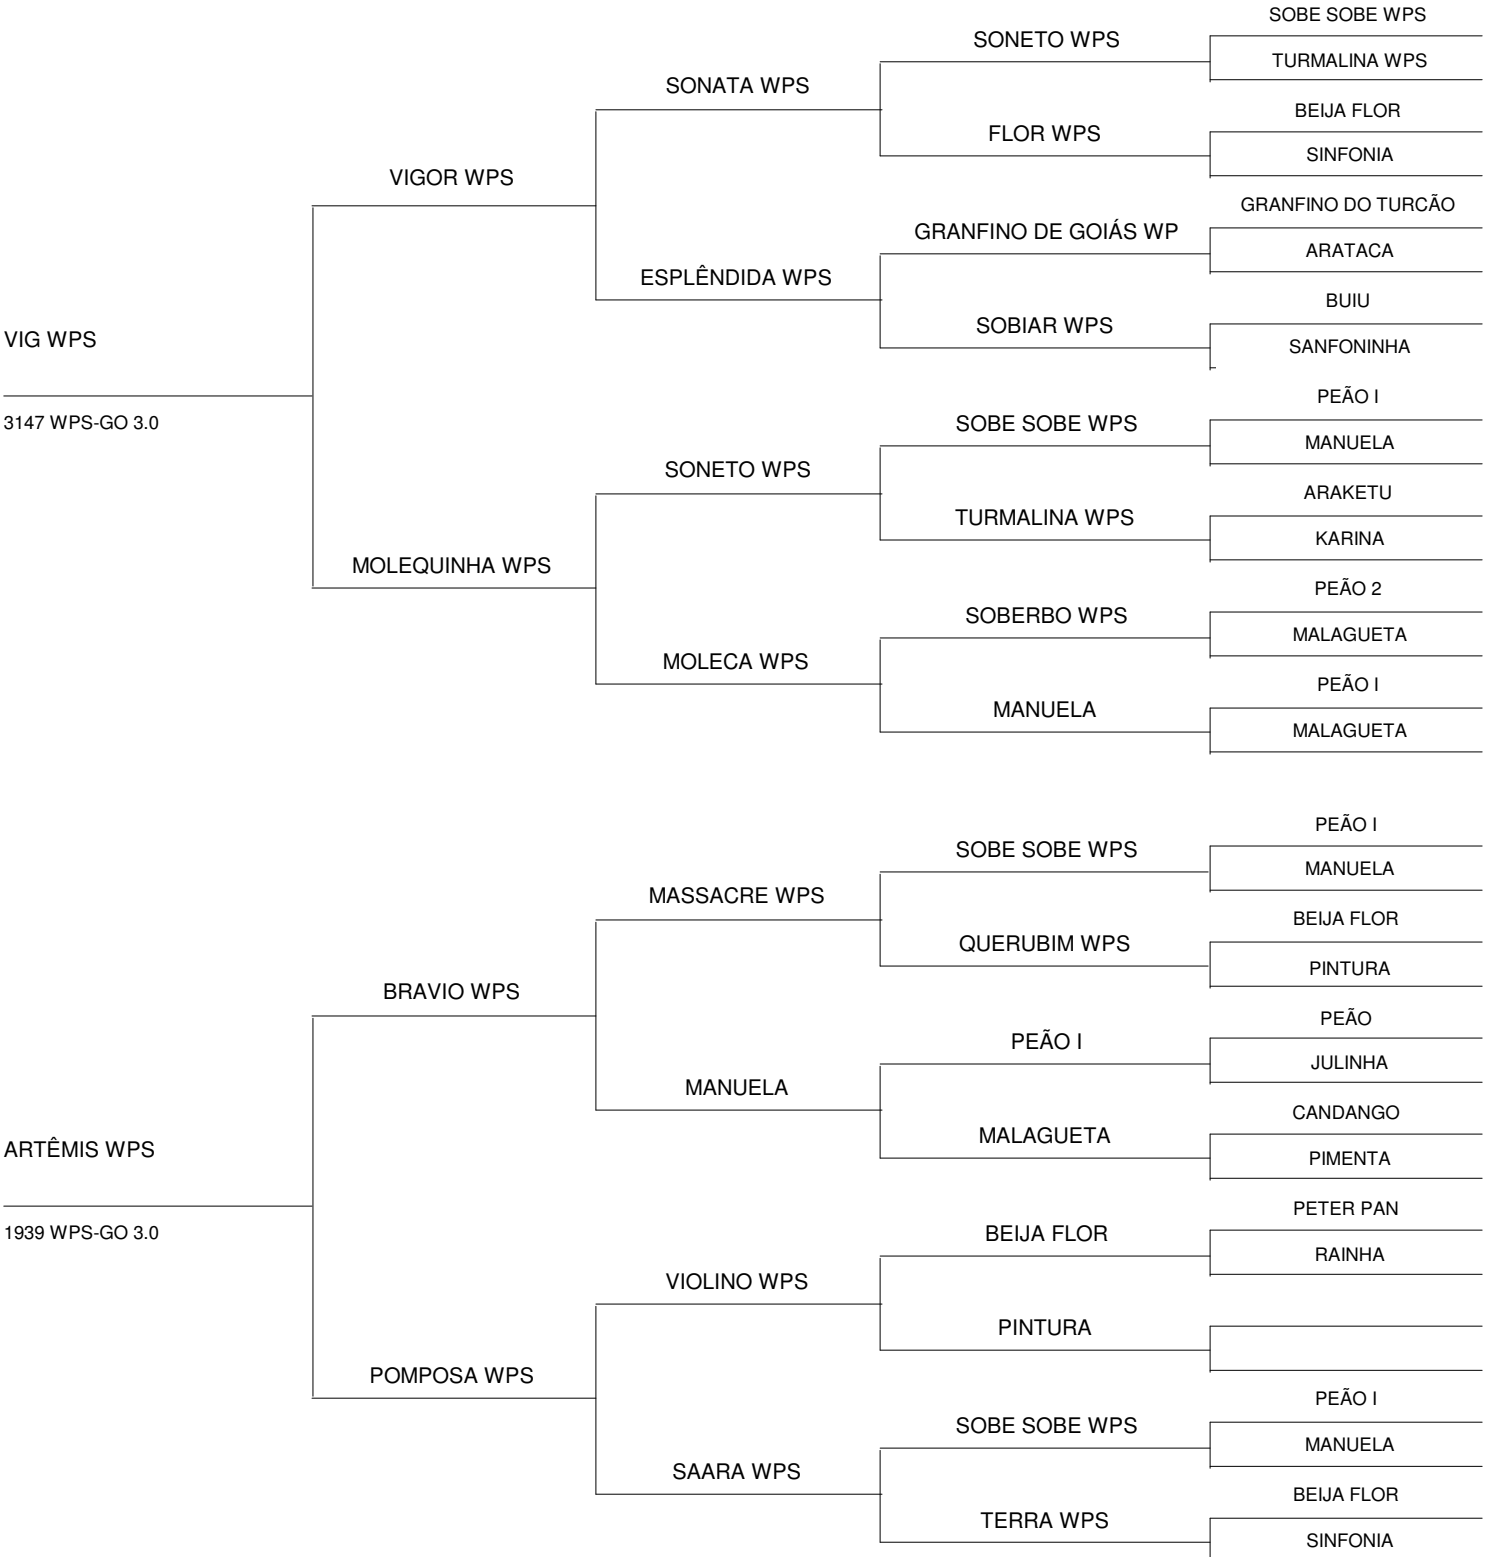 SOBE SOBE WPS
SONETO WPS
TURMALINA WPS
SONATA WPS
BEIJA FLOR
FLOR WPS
SINFONIA
VIGOR WPS
GRANFINO DO TURCÃO
GRANFINO DE GOIÁS WP
ARATACA
ESPLÊNDIDA WPS
BUIU
SOBIAR WPS
SANFONINHA
VIG WPS
3147 WPS-GO 3.0
PEÃO I
SOBE SOBE WPS
MANUELA
SONETO WPS
ARAKETU
TURMALINA WPS
KARINA
MOLEQUINHA WPS
PEÃO 2
SOBERBO WPS
MALAGUETA
MOLECA WPS
PEÃO I
MANUELA
MALAGUETA
PEÃO I
SOBE SOBE WPS
MANUELA
MASSACRE WPS
BEIJA FLOR
QUERUBIM WPS
PINTURA
BRAVIO WPS
PEÃO
PEÃO I
JULINHA
MANUELA
CANDANGO
MALAGUETA
PIMENTA
ARTÊMIS WPS
1939 WPS-GO 3.0
PETER PAN
BEIJA FLOR
RAINHA
VIOLINO WPS
PINTURA
POMPOSA WPS
PEÃO I
SOBE SOBE WPS
MANUELA
SAARA WPS
BEIJA FLOR
TERRA WPS
SINFONIA